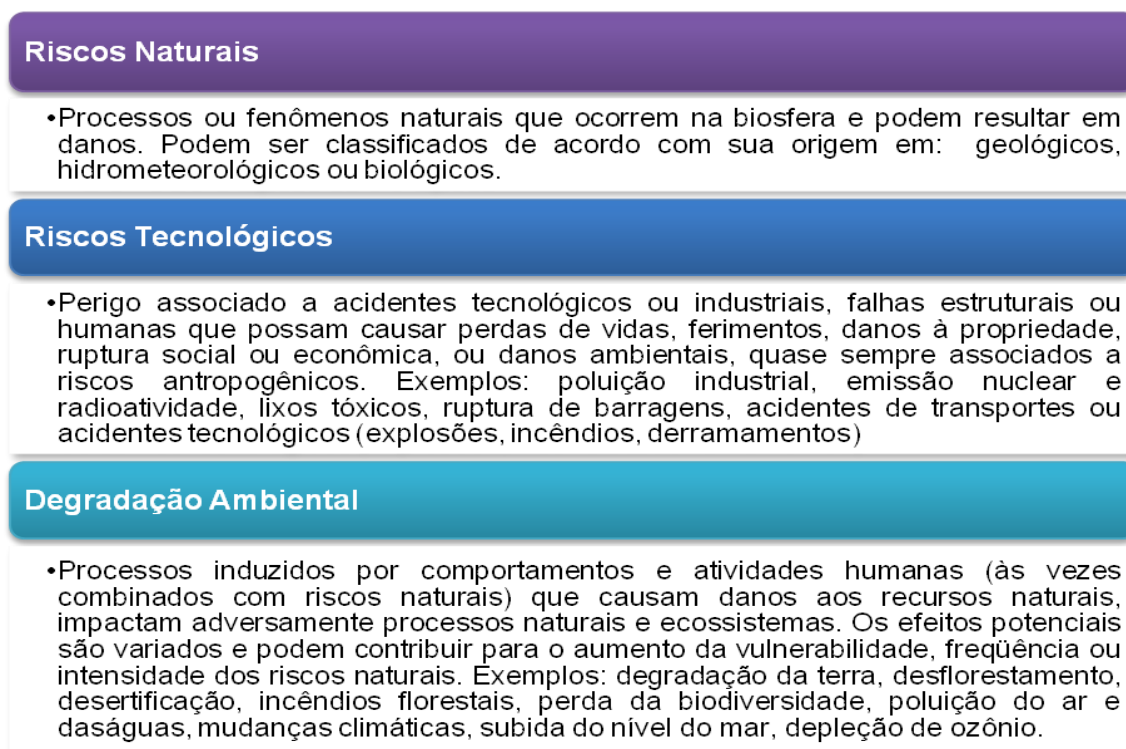 Riscos Naturais
•Processos ou fenômenos naturais que ocorrem na biosfera e podem resultar em
danos. Podem ser classificados de acordo com sua origem em: geológicos,
hidrometeorológicos ou biológicos.
Riscos Tecnológicos
•Perigo associado a acidentes tecnológicos ou industriais, falhas estruturais ou
humanas que possam causar perdas de vidas, ferimentos, danos à propriedade,
ruptura social ou econômica, ou danos ambientais, quase sempre associados a
riscos antropogênicos. Exemplos: poluição industrial, emissão nuclear e
radioatividade, lixos tóxicos, ruptura de barragens, acidentes de transportes ou
acidentes tecnológicos (explosões, incêndios, derramamentos)
Degradação Ambiental
•Processos induzidos por comportamentos e atividades humanas (às vezes
combinados com riscos naturais) que causam danos aos recursos naturais,
impactam adversamente processos naturais e ecossistemas. Os efeitos potenciais
são variados e podem contribuir para o aumento da vulnerabilidade, freqüência ou
intensidade dos riscos naturais. Exemplos: degradação da terra, desflorestamento,
desertificação, incêndios florestais, perda da biodiversidade, poluição do ar e
daságuas, mudanças climáticas, subida do nível do mar, depleção de ozônio.